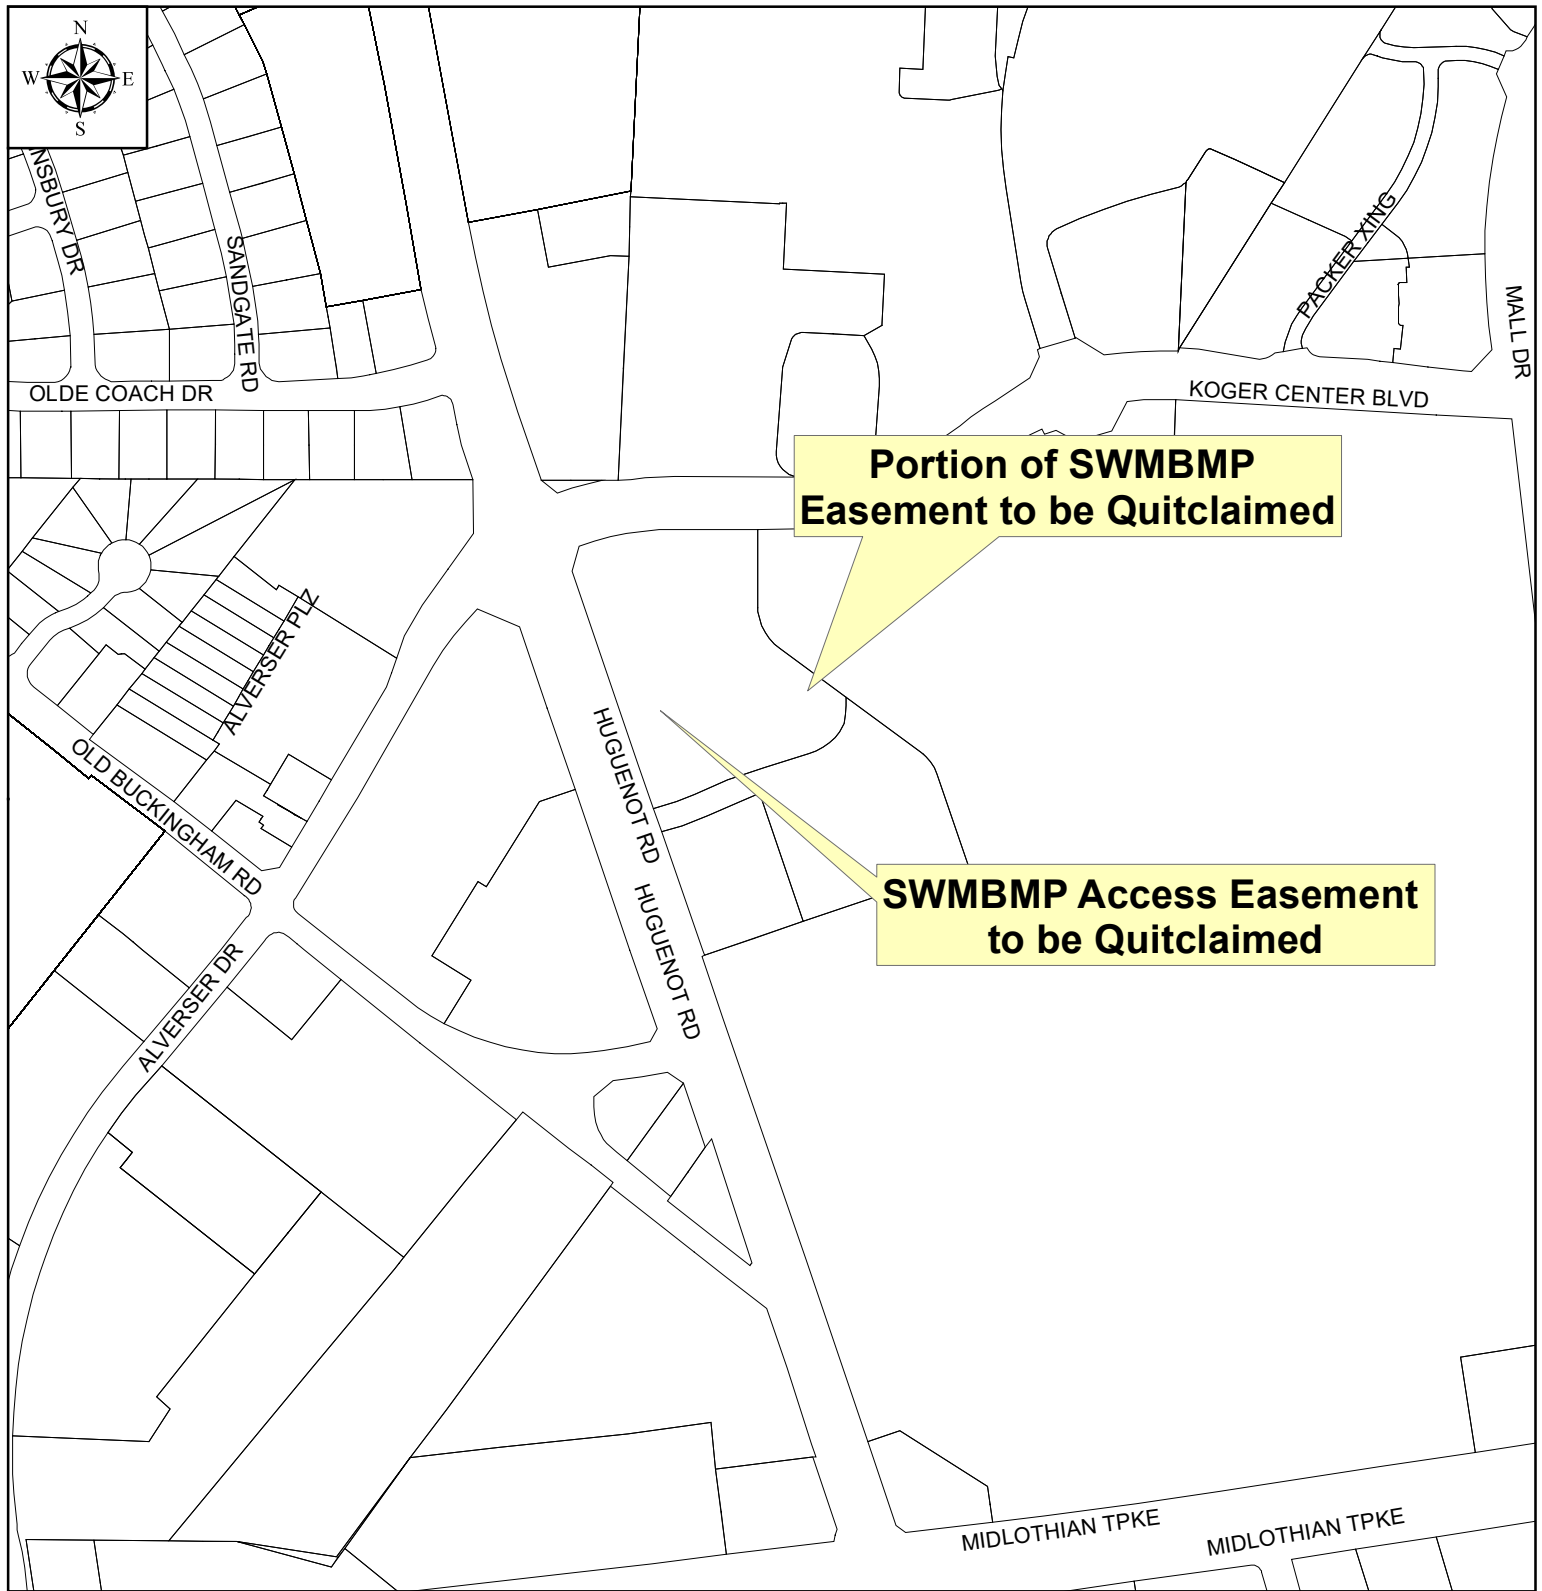 N
W E
S
NSBURY DR
SANDGATE RD
OLDE COACH DR
PACKER XING
MALL DR
KOGER CENTER BLVD
Portion of SWMBMP
Easement to be Quitclaimed
ALVERSER PLZ
OLD BUCKINGHAM RD
HUGUENOT RD
HUGUENOT RD
SWMBMP Access Easement
to be Quitclaimed
ALVERSER DR
MIDLOTHIAN TPKE
MIDLOTHIAN TPKE